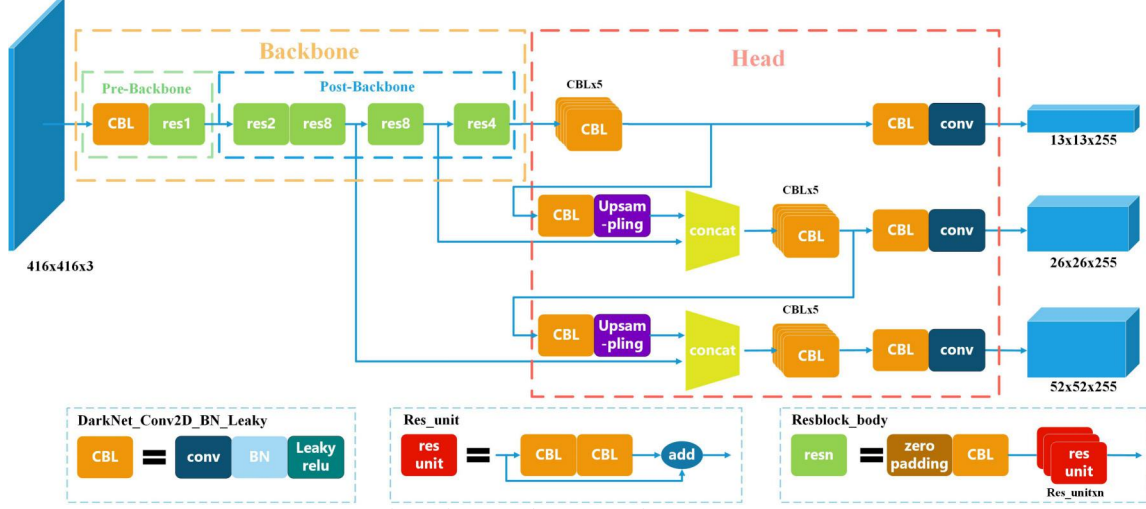 Backbone
Head
Pre-Backbone
Post-Backbone
CBLx5
CBL
res1
res2
res8
res8
res4
CBL
CBL
conv
13x13x255
CBLx5
CBL
Upsam
-pling
concat
CBL
CBL
conv
416x416x3
26x26x255
CBLx5
CBL
Upsam
-pling
concat
CBL
CBL
conv
52x52x255
DarkNet_Conv2D_BN_Leaky
CBL
=
conv
BN
Leaky
relu
Res_unit
res
unit
=
CBL
CBL
add
Resblock_body
resn
=
zero
padding
CBL
res
unit
Res_unitxn